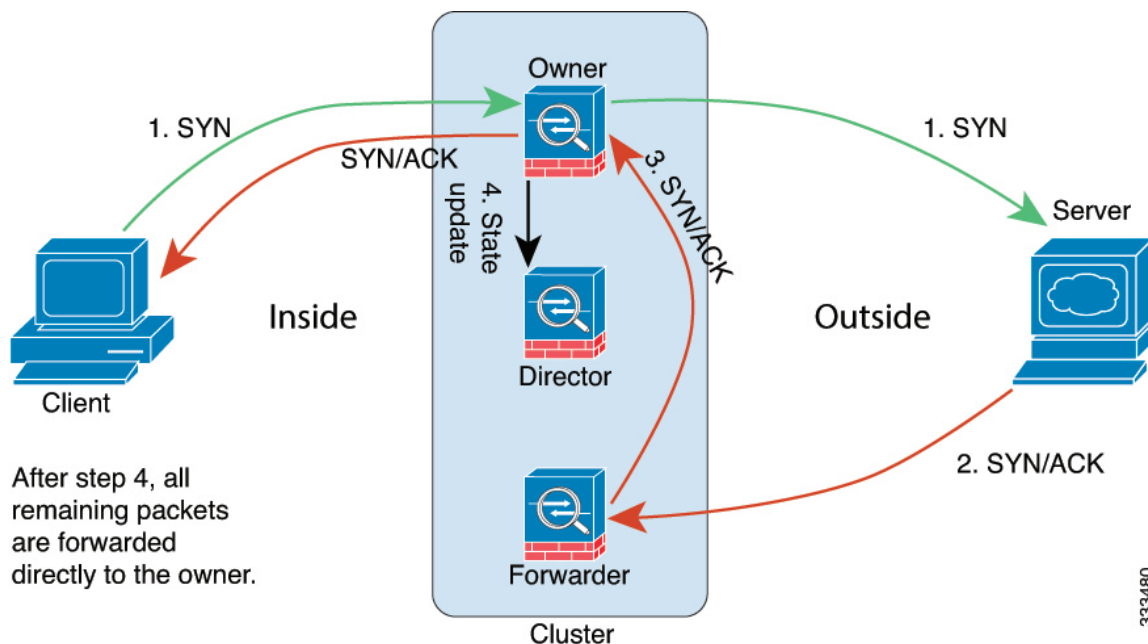 Owner
1. SYN
1. SYN
SYN/ACK
3. SYN/ACK
4. State
update
Server
Inside
Outside
Director
Client
2. SYN/ACK
After step 4, all
remaining packets
are forwarded
directly to the owner.
Forwarder
Cluster
333480